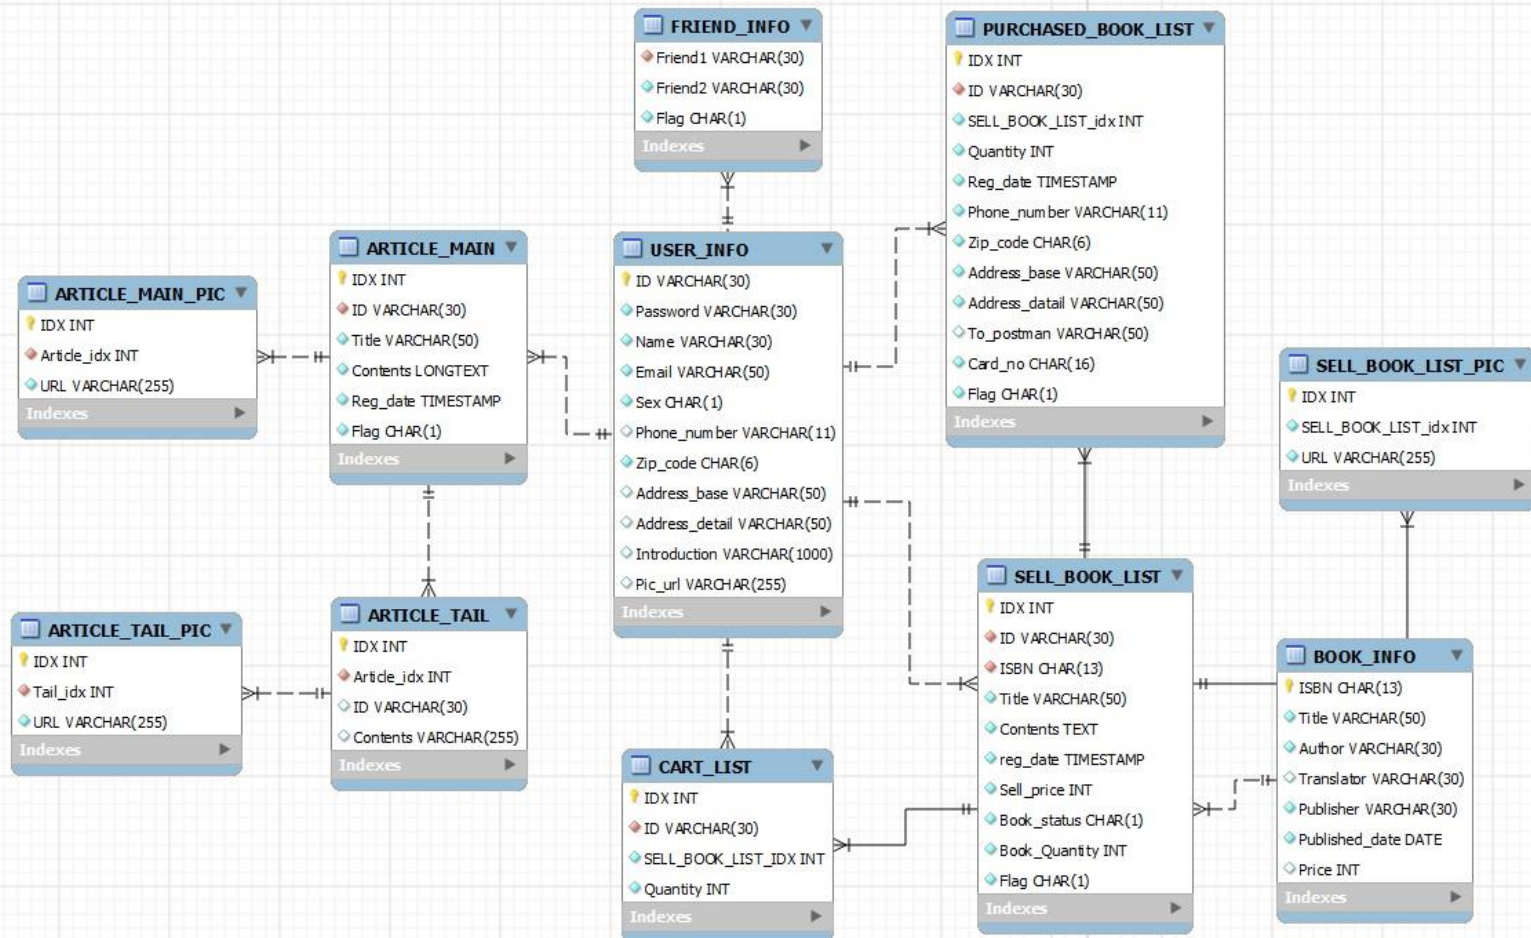 FRIEND_INFO
Friend1 VARCHAR(30)
Friend2 VARCHAR(30)
Flag CHAR(1)
Indexes
PURCHASED_BOOK_LIST
IDX INT
ID VARCHAR(30)
SELL_BOOK_LIST_idx INT
Quantity INT
Reg_date TIMESTAMP
Phone_number VARCHAR(11)
Zip_code CHAR(6)
Address_base VARCHAR(50)
Address_datail VARCHAR(50)
To_postman VARCHAR(50)
Card_no CHAR(16)
Flag CHAR(1)
Indexes
ARTICLE_MAIN_PIC
IDX INT
Article_idx INT
URL VARCHAR(255)
Indexes
ARTICLE_MAIN
IDX INT
ID VARCHAR(30)
Title VARCHAR(50)
Contents LONGTEXT
Reg_date TIMESTAMP
Flag CHAR(1)
Indexes
USER_INFO
ID VARCHAR(30)
Password VARCHAR(30)
Name VARCHAR(30)
Email VARCHAR(50)
Sex CHAR(1)
Phone_number VARCHAR(11)
Zip_code CHAR(6)
Address_base VARCHAR(50)
Address_detail VARCHAR(50)
Introduction VARCHAR(1000)
Pic_url VARCHAR(255)
Indexes
SELL_BOOK_LIST_PIC
IDX INT
SELL_BOOK_LIST_idx INT
URL VARCHAR(255)
Indexes
ARTICLE_TAIL_PIC
IDX INT
Tail_idx INT
URL VARCHAR(255)
Indexes
ARTICLE_TAIL
IDX INT
Article_idx INT
ID VARCHAR(30)
Contents VARCHAR(255)
Indexes
CART_LIST
IDX INT
ID VARCHAR(30)
SELL_BOOK_LIST_IDX INT
Quantity INT
Indexes
SELL_BOOK_LIST
IDX INT
ID VARCHAR(30)
ISBN CHAR(13)
Title VARCHAR(50)
Contents TEXT
reg_date TIMESTAMP
Sell_price INT
Book_status CHAR(1)
Book_Quantity INT
Flag CHAR(1)
Indexes
BOOK_INFO
ISBN CHAR(13)
Title VARCHAR(50)
Author VARCHAR(30)
Translator VARCHAR(30)
Publisher VARCHAR(30)
Published_date DATE
Price INT
Indexes